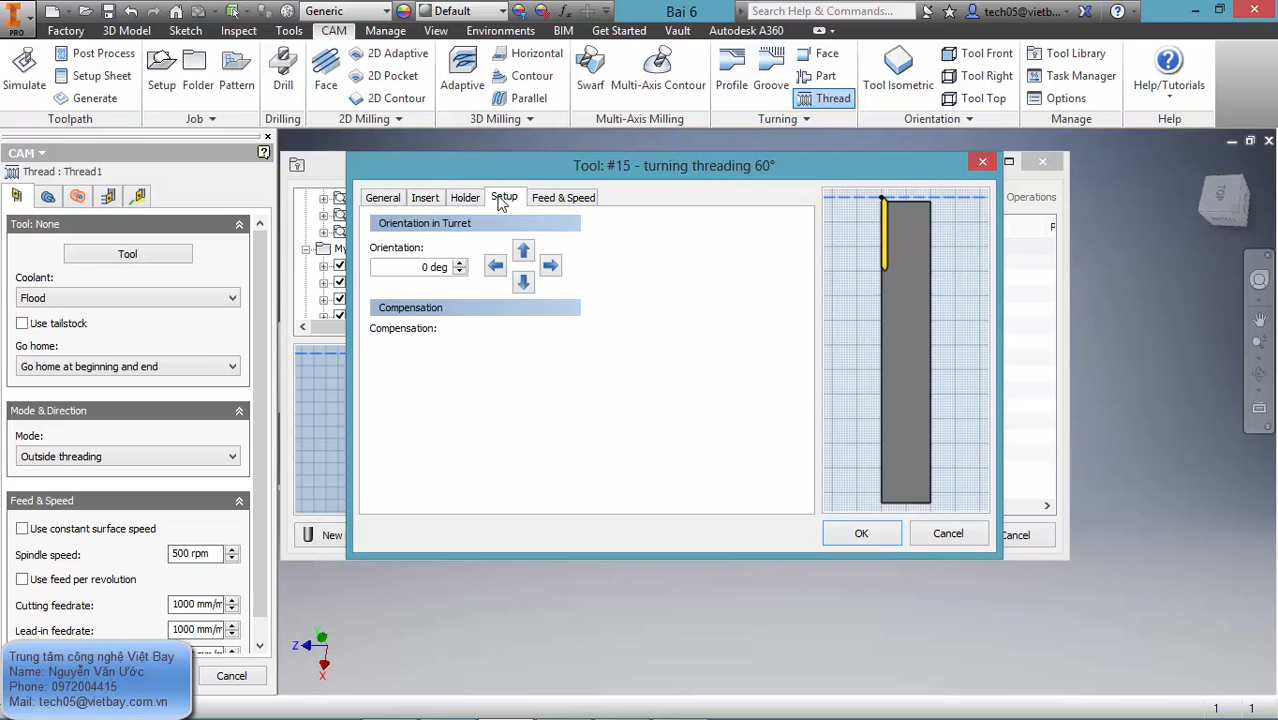 PRO
Generic
Default
Bai 6
Search Help & Commands...
tech05@vietb...
Factory 3D Model Sketch Inspect Tools CAM Manage View Environments BIM Get Started Vault Autodesk A360
Simulate
Post Process
Setup Sheet
Generate
Toolpath
Setup
Folder
Pattern
Job
Drill
Drilling
Face
2D Adaptive
2D Pocket
2D Contour
2D Milling
Adaptive
Horizontal
Contour
Parallel
3D Milling
Swarf
Multi-Axis Contour
Multi-Axis Milling
Profile
Groove
Face
Part
Thread
Turning
Tool Isometric
Tool Front
Tool Right
Tool Top
Orientation
Tool Library
Task Manager
Options
Manage
Help/Tutorials
Help
CAM
Thread : Thread1
Tool: None
Tool
Coolant:
Flood
Use tailstock
Go home:
Go home at beginning and end
Mode & Direction
Mode:
Outside threading
Feed & Speed
Use constant surface speed
Spindle speed: 500 rpm
Use feed per revolution
Cutting feedrate: 1000 mm/m
Lead-in feedrate: 1000 mm/m
Cancel
Trung tâm công nghệ Việt Bay
Name: Nguyễn Văn Ước
Phone: 0972004415
Mail: tech05@vietbay.com.vn
Tool: #15 - turning threading 60°
General Insert Holder Setup Feed & Speed
Orientation in Turret
Orientation:
0 deg
Compensation
Compensation:
OK
Cancel
My
New
Operations
P
Cancel
TOP
Z
Y
X
1 1